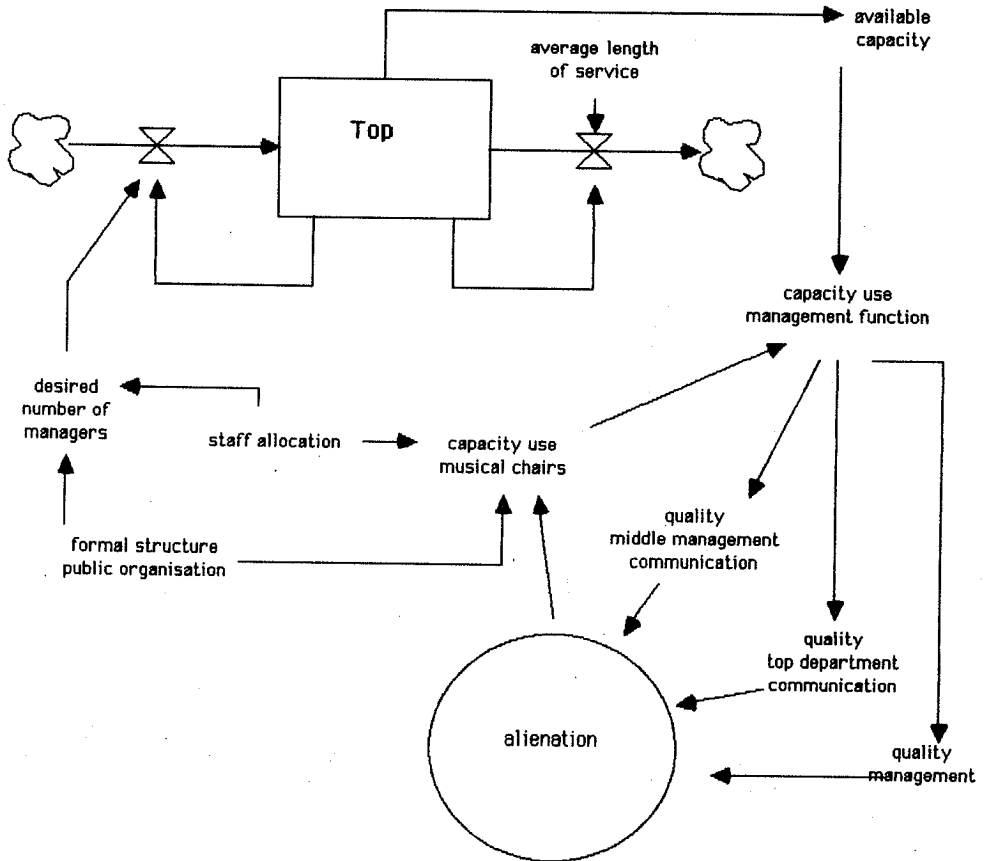 available
capacity
average length
of service
Top
capacity use
management function
desired
number of
managers
staff allocation
capacity use
musical chairs
quality
middle management
communication
formal structure
public organisation
quality
top department
communication
alienation
quality
management